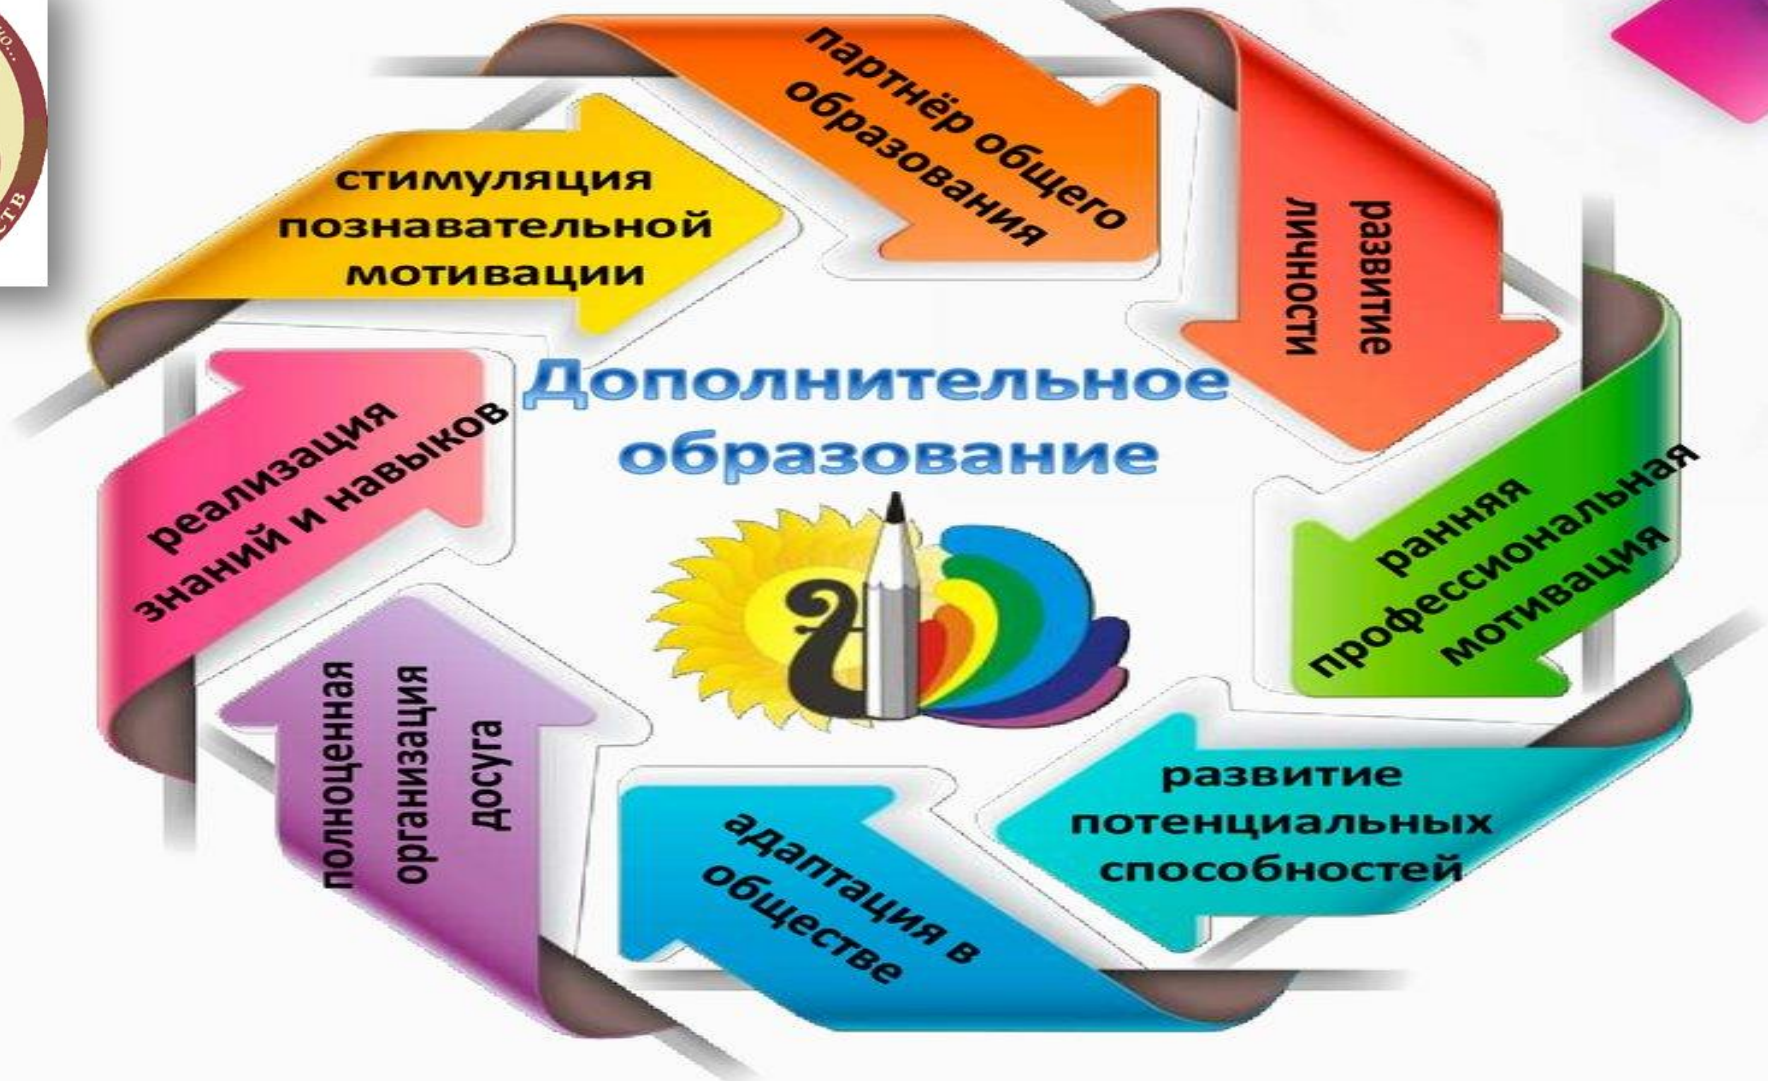 партнёр общего
образования
развитие
личности
стимуляция
познавательной
мотивации
Дополнительное
образование
реализация
знаний и навыков
ранняя
профессиональная
мотивация
полноценная
организация
досуга
развитие
потенциальных
способностей
адаптация в
обществе